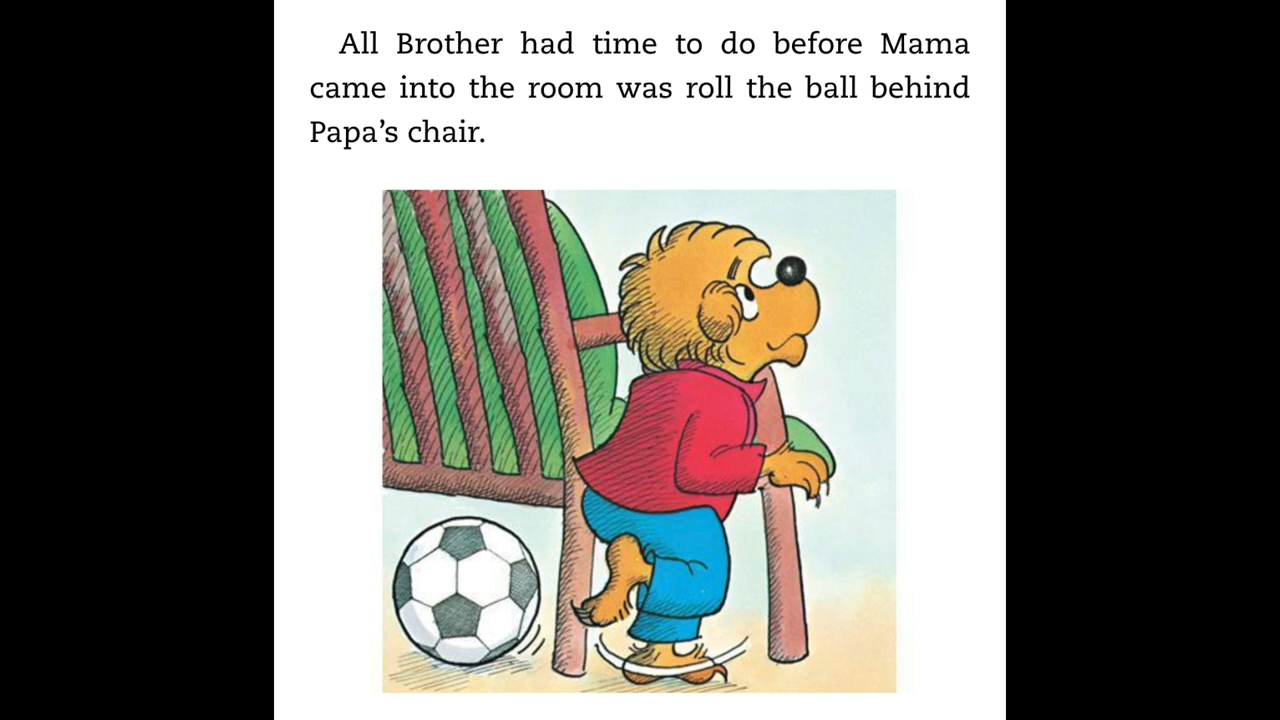 All Brother had time to do before Mama
came into the room was roll the ball behind
Papa’s chair.